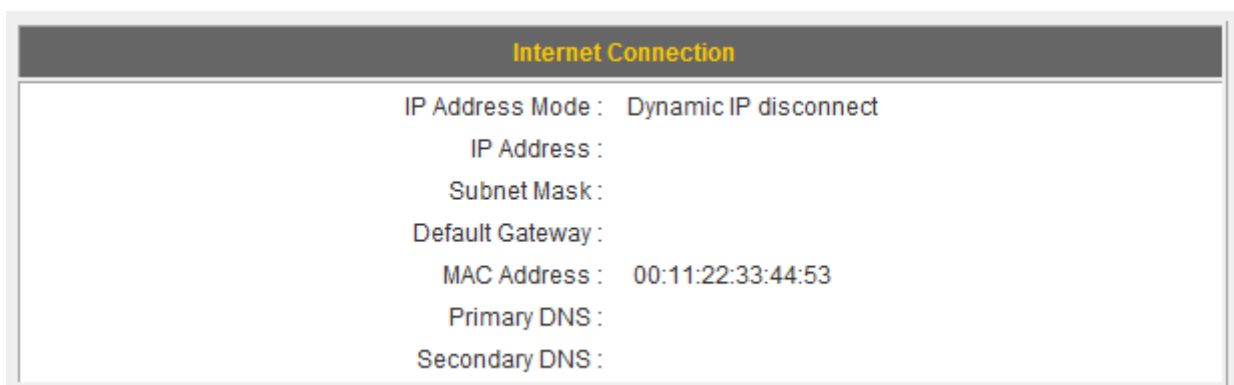 Internet Connection
IP Address Mode : Dynamic IP disconnect
IP Address :
Subnet Mask :
Default Gateway :
MAC Address : 00:11:22:33:44:53
Primary DNS :
Secondary DNS :